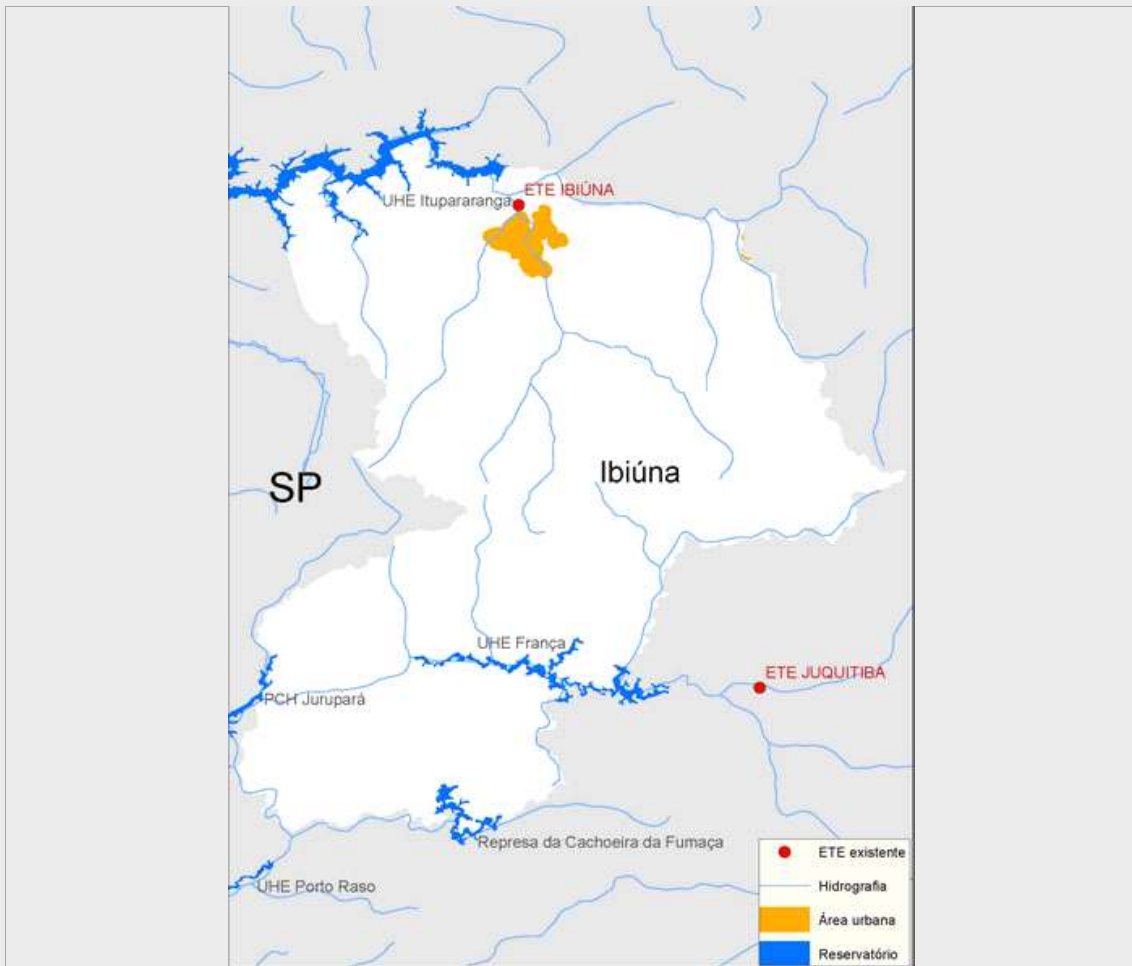 ETE IBIÚNA
UHE Itupararanga
Ibiúna
SP
UHE França
ETE JUQUITIBA
PCH Jurupará
Represa da Cachoeira da Fumaça
UHE Porto Raso
ETE existente
Hidrografia
Área urbana
Reservatório